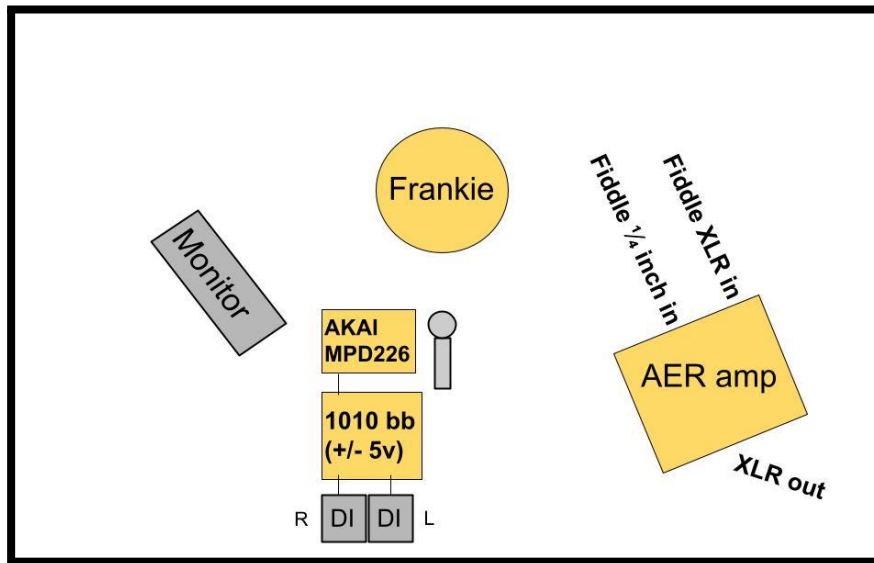 Frankie
Fiddle ¼ inch in
Fiddle XLR in
Monitor
AKAI
MPD226
AER amp
1010 bb
(+/- 5v)
XLR out
R
DI
DI
L